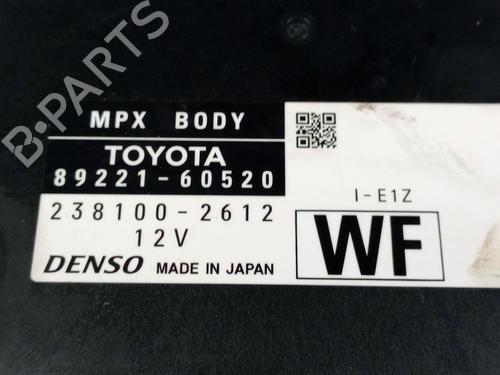 MPX BODY
TOYOTA
89221-60520
238100-2612
12V
DENSO MADE IN JAPAN
I-E1Z
WF
B-PARTS